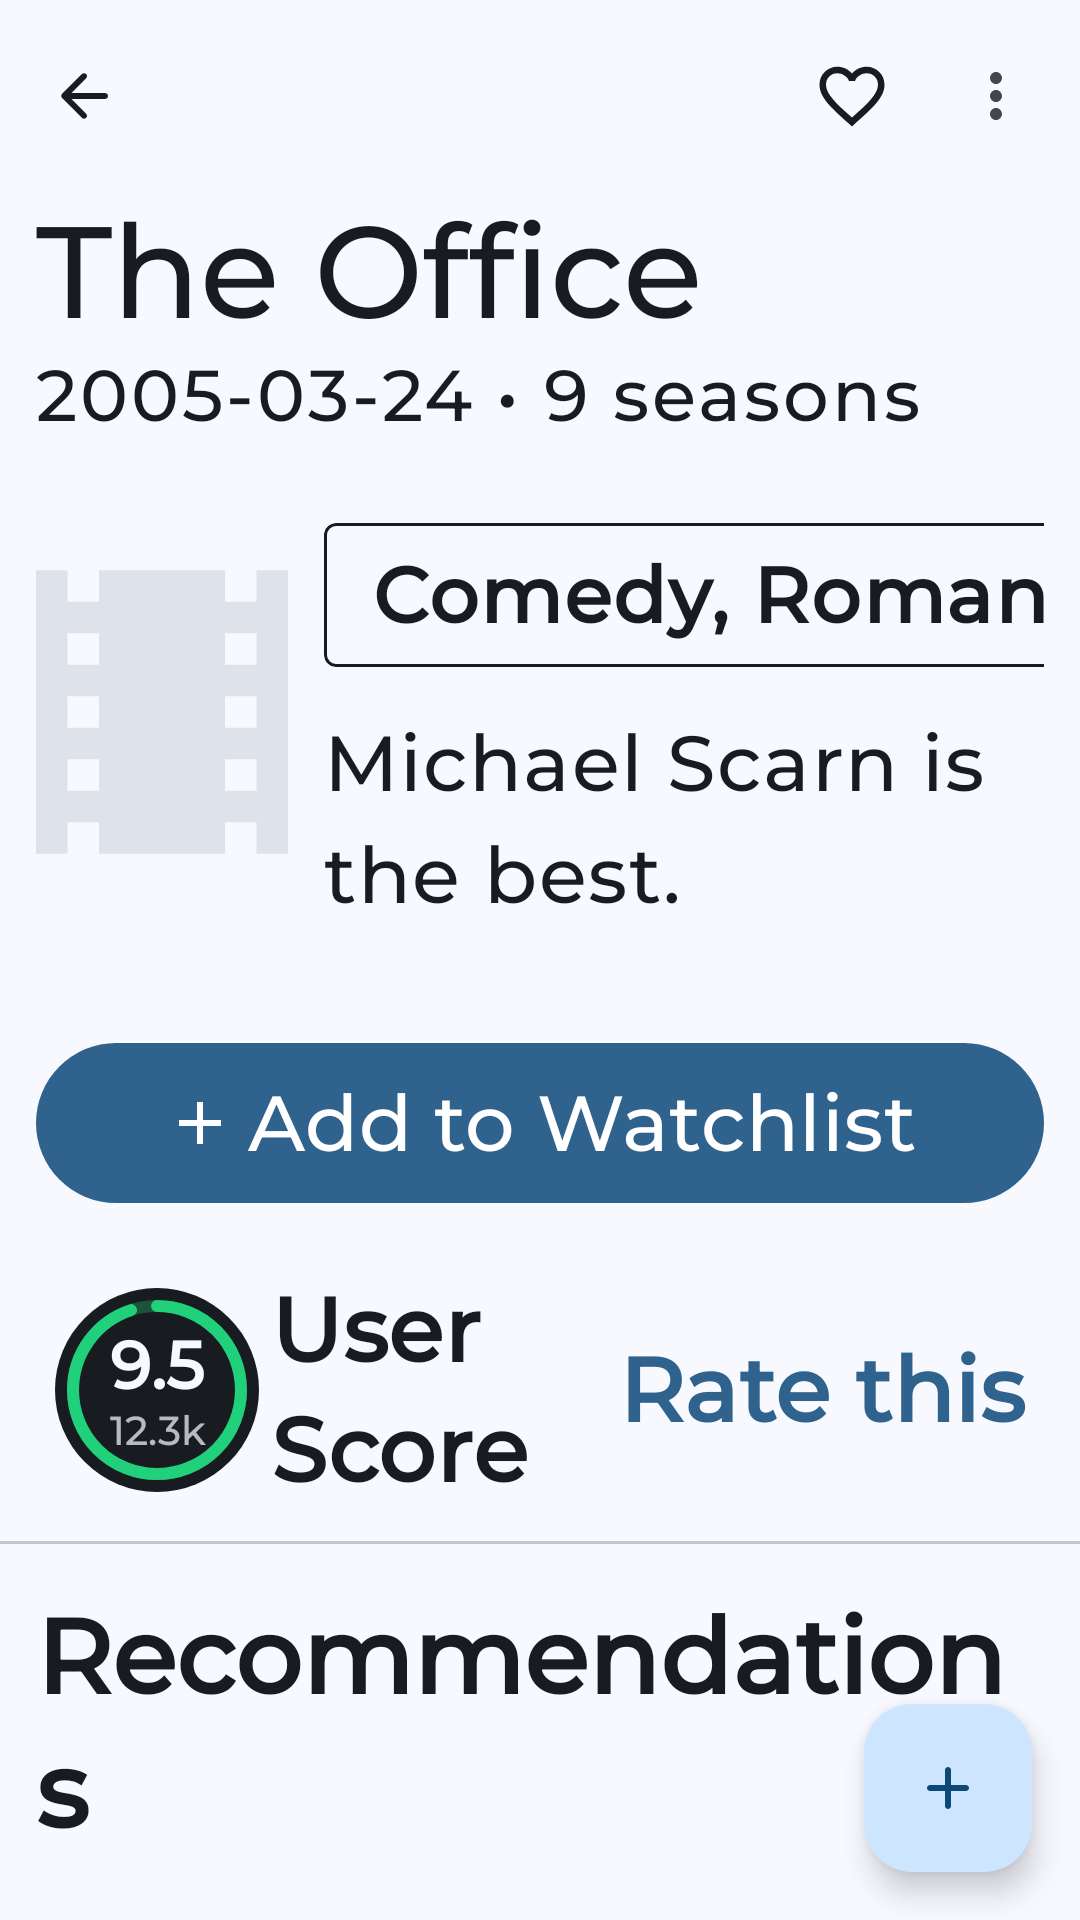 The Office
2005-03-24 • 9 seasons
Comedy, Roman
Michael Scarn is
the best.
+ Add to Watchlist
9.5
12.3k
User
Score
Rate this
Recommendation
s